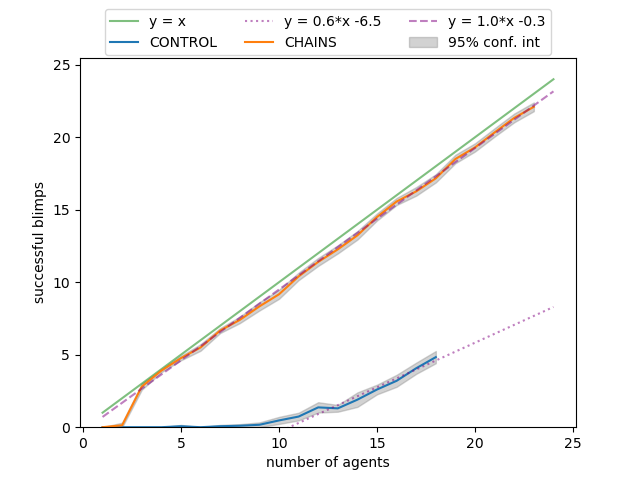 y = x
y = 0.6*x -6.5
y = 1.0*x -0.3
CONTROL
CHAINS
95% conf. int
25
20
15
10
5
0
successful blimps
0 5 10 15 20 25
number of agents